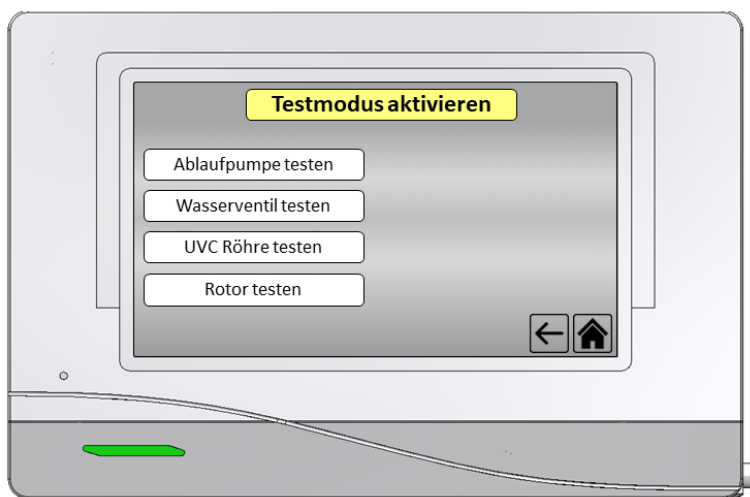 Testmodus aktivieren
Ablaufpumpe testen
Wasserventil testen
UVC Röhre testen
Rotor testen